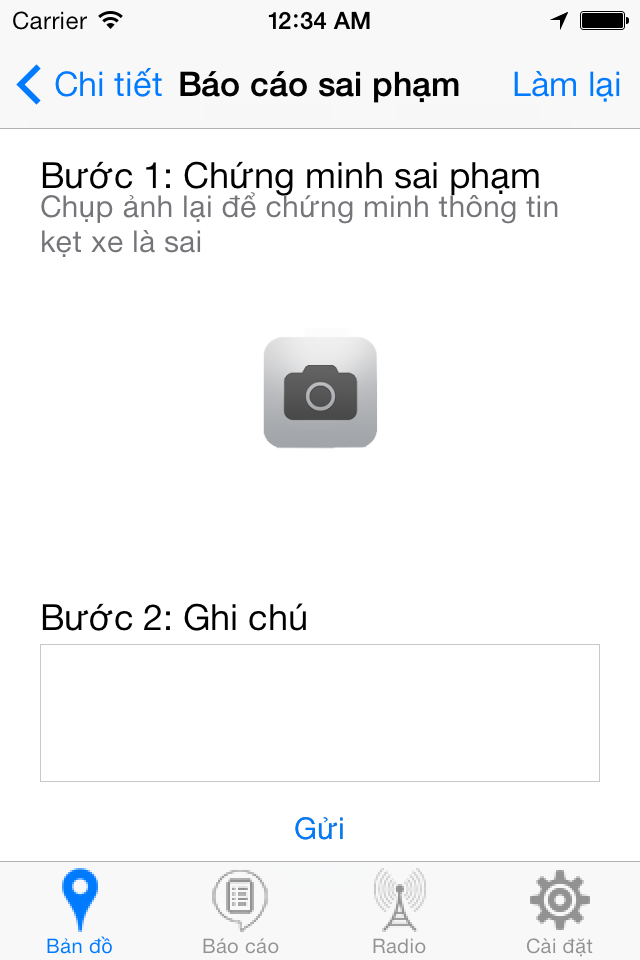 Carrier 12:34 AM
Chi tiết Báo cáo sai phạm Làm lại
Bước 1: Chứng minh sai phạm
Chụp ảnh lại để chứng minh thông tin
kẹt xe là sai
Bước 2: Ghi chú
Gửi
Bản đồ Báo cáo Radio Cài đặt